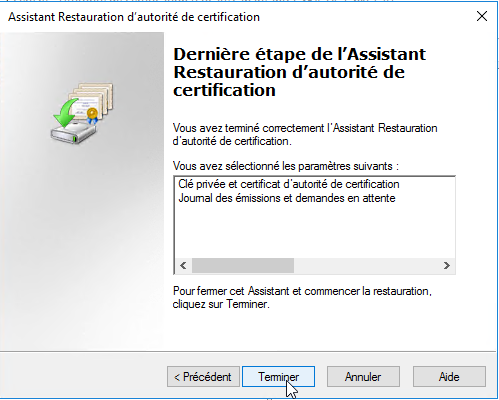 Assistant Restauration d'autorité de certification
Dernière étape de l'Assistant
Restauration d'autorité de
certification
Vous avez terminé correctement l'Assistant Restauration
d'autorité de certification.
Vous avez sélectionné les paramètres suivants :
Clé privée et certificat d'autorité de certification
Journal des émissions et demandes en attente
Pour fermer cet Assistant et commencer la restauration,
cliquez sur Terminer.
< Précédent Terminer Annuler Aide